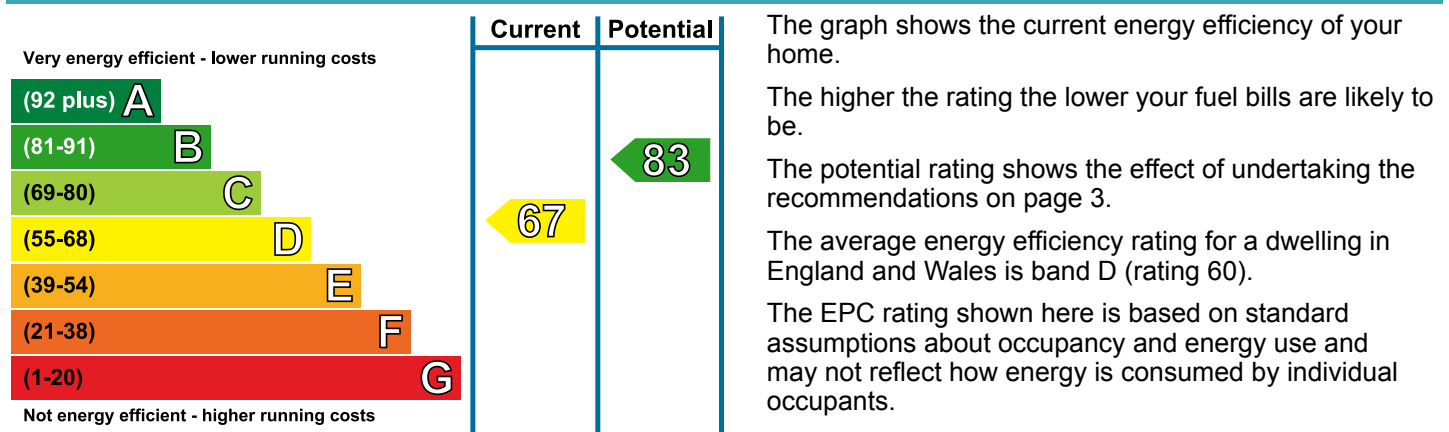 Current Potential
Very energy efficient - lower running costs
(92 plus) A
(81-91) B
(69-80) C
(55-68) D
(39-54) E
(21-38) F
(1-20) G
Not energy efficient - higher running costs
67
83
The graph shows the current energy efficiency of your
home.
The higher the rating the lower your fuel bills are likely to
be.
The potential rating shows the effect of undertaking the
recommendations on page 3.
The average energy efficiency rating for a dwelling in
England and Wales is band D (rating 60).
The EPC rating shown here is based on standard
assumptions about occupancy and energy use and
may not reflect how energy is consumed by individual
occupants.